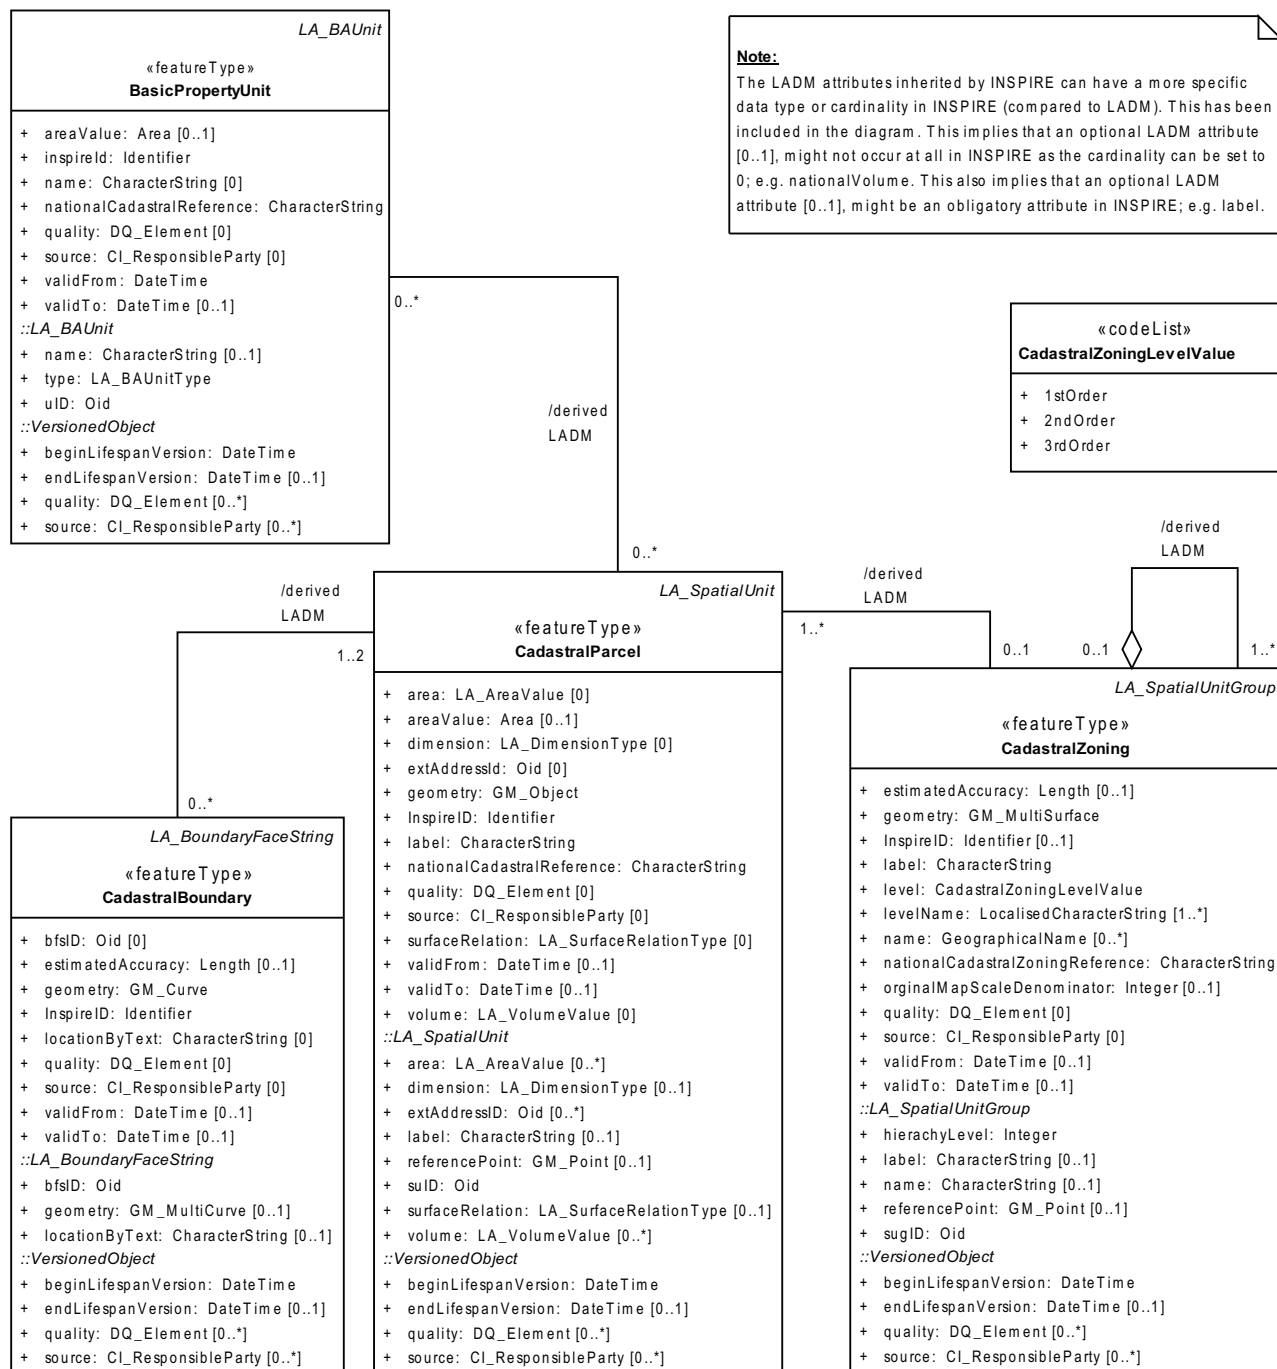 LA_BAUnit
«featureType»
BasicPropertyUnit
+ areaValue: Area [0..1]
+ inspireId: Identifier
+ name: CharacterString [0]
+ nationalCadastralReference: CharacterString
+ quality: DQ_Element [0]
+ source: CI_ResponsibleParty [0]
+ validFrom: DateTime
+ validTo: DateTime [0..1]
::LA_BAUnit
+ name: CharacterString [0..1]
+ type: LA_BAUnitType
+ uID: Oid
::VersionedObject
+ beginLifespanVersion: DateTime
+ endLifespanVersion: DateTime [0..1]
+ quality: DQ_Element [0..*]
+ source: CI_ResponsibleParty [0..*]
Note:
The LADM attributes inherited by INSPIRE can have a more specific
data type or cardinality in INSPIRE (compared to LADM). This has been
included in the diagram. This implies that an optional LADM attribute
[0..1], might not occur at all in INSPIRE as the cardinality can be set to
0; e.g. nationalVolume. This also implies that an optional LADM
attribute [0..1], might be an obligatory attribute in INSPIRE; e.g. label.
0..*
/derived
LADM
0..*
«codeList»
CadastralZoningLevelValue
+ 1stOrder
+ 2ndOrder
+ 3rdOrder
/derived
LADM
0..1
1..*
/derived
LADM
1..*
0..1
/derived
LADM
1..2
0..*
LA_BoundaryFaceString
«featureType»
CadastralBoundary
+ bfsID: Oid [0]
+ estimatedAccuracy: Length [0..1]
+ geometry: GM_Curve
+ InspireID: Identifier
+ locationByText: CharacterString [0]
+ quality: DQ_Element [0]
+ source: CI_ResponsibleParty [0]
+ validFrom: DateTime [0..1]
+ validTo: DateTime [0..1]
::LA_BoundaryFaceString
+ bfsID: Oid
+ geometry: GM_MultiCurve [0..1]
+ locationByText: CharacterString [0..1]
::VersionedObject
+ beginLifespanVersion: DateTime
+ endLifespanVersion: DateTime [0..1]
+ quality: DQ_Element [0..*]
+ source: CI_ResponsibleParty [0..*]
LA_SpatialUnit
«featureType»
CadastralParcel
+ area: LA_AreaValue [0]
+ areaValue: Area [0..1]
+ dimension: LA_DimensionType [0]
+ extAddressId: Oid [0]
+ geometry: GM_Object
+ InspireID: Identifier
+ label: CharacterString
+ nationalCadastralReference: CharacterString
+ quality: DQ_Element [0]
+ source: CI_ResponsibleParty [0]
+ surfaceRelation: LA_SurfaceRelationType [0]
+ validFrom: DateTime [0..1]
+ validTo: DateTime [0..1]
+ volume: LA_VolumeValue [0]
::LA_SpatialUnit
+ area: LA_AreaValue [0..*]
+ dimension: LA_DimensionType [0..1]
+ extAddressID: Oid [0..*]
+ label: CharacterString [0..1]
+ referencePoint: GM_Point [0..1]
+ suID: Oid
+ surfaceRelation: LA_SurfaceRelationType [0..1]
+ volume: LA_VolumeValue [0..*]
::VersionedObject
+ beginLifespanVersion: DateTime
+ endLifespanVersion: DateTime [0..1]
+ quality: DQ_Element [0..*]
+ source: CI_ResponsibleParty [0..*]
LA_SpatialUnitGroup
«featureType»
CadastralZoning
+ estimatedAccuracy: Length [0..1]
+ geometry: GM_MultiSurface
+ InspireID: Identifier [0..1]
+ label: CharacterString
+ level: CadastralZoningLevelValue
+ levelName: LocalisedCharacterString [1..*]
+ name: GeographicalName [0..*]
+ nationalCadastralZoningReference: CharacterString
+ orginalMapScaleDenominator: Integer [0..1]
+ quality: DQ_Element [0]
+ source: CI_ResponsibleParty [0]
+ validFrom: DateTime [0..1]
+ validTo: DateTime [0..1]
::LA_SpatialUnitGroup
+ hierachyLevel: Integer
+ label: CharacterString [0..1]
+ name: CharacterString [0..1]
+ referencePoint: GM_Point [0..1]
+ sugID: Oid
::VersionedObject
+ beginLifespanVersion: DateTime
+ endLifespanVersion: DateTime [0..1]
+ quality: DQ_Element [0..*]
+ source: CI_ResponsibleParty [0..*]